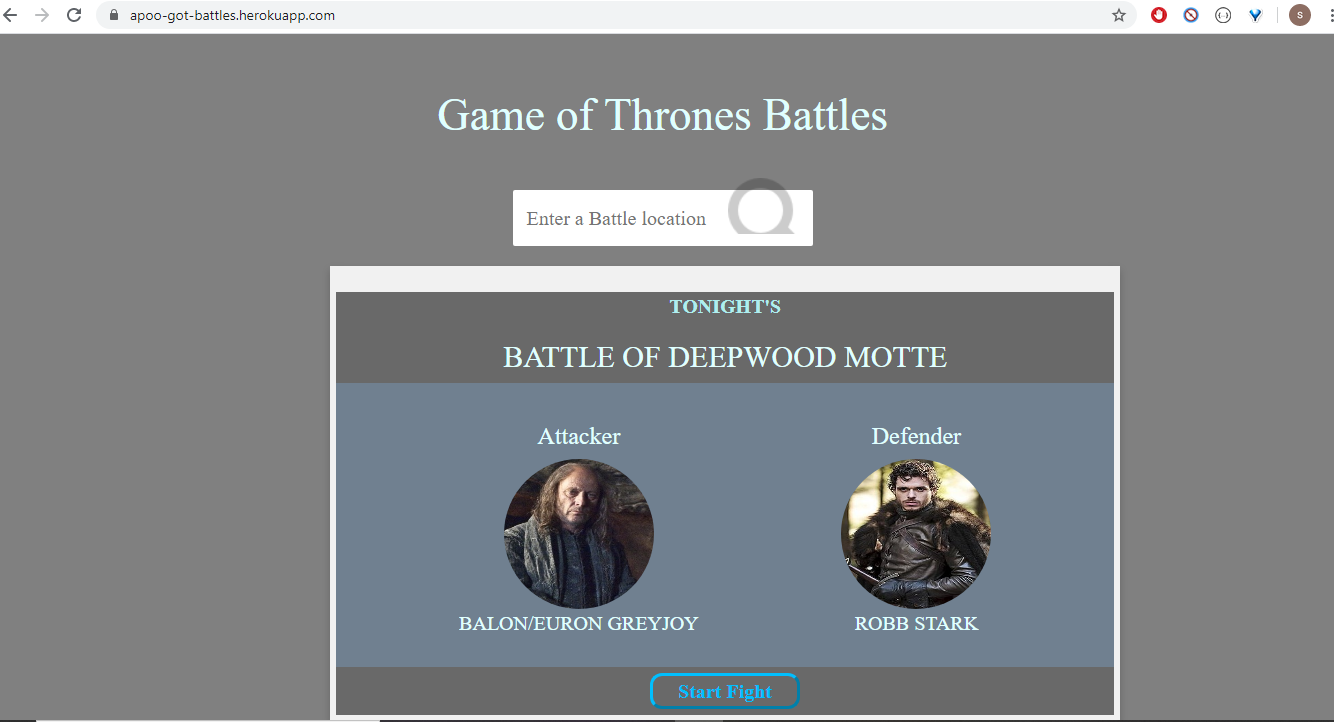 apoo-got-battles.herokuapp.com
S
Game of Thrones Battles
Enter a Battle location
TONIGHT'S
BATTLE OF DEEPWOOD MOTTE
Attacker Defender
BALON/EURON GREYJOY ROBB STARK
Start Fight